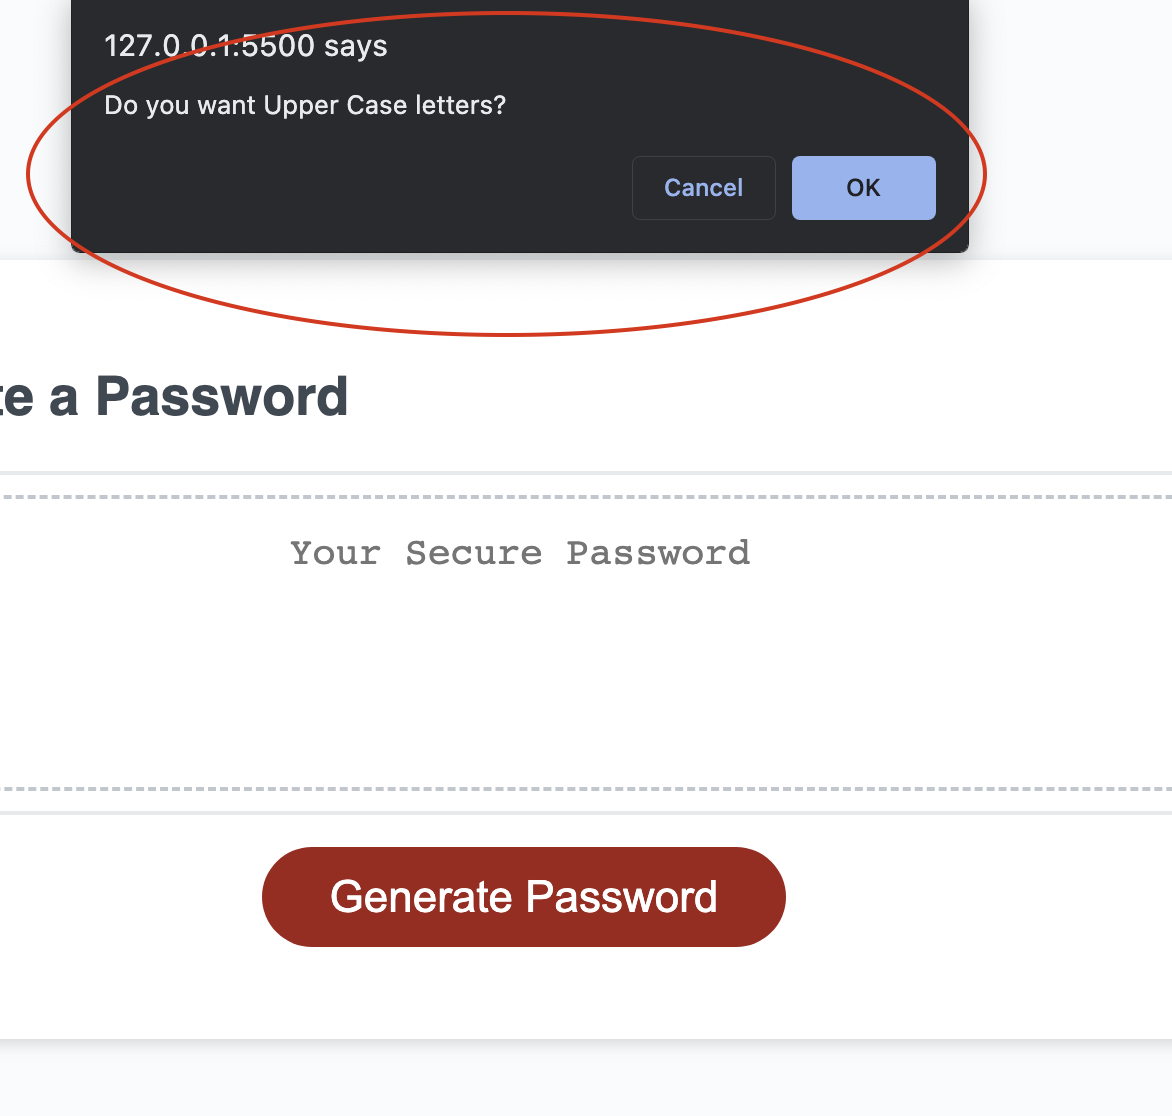 127.0.0.1:5500 says
Do you want Upper Case letters?
Cancel OK
a Password
Your Secure Password
Generate Password